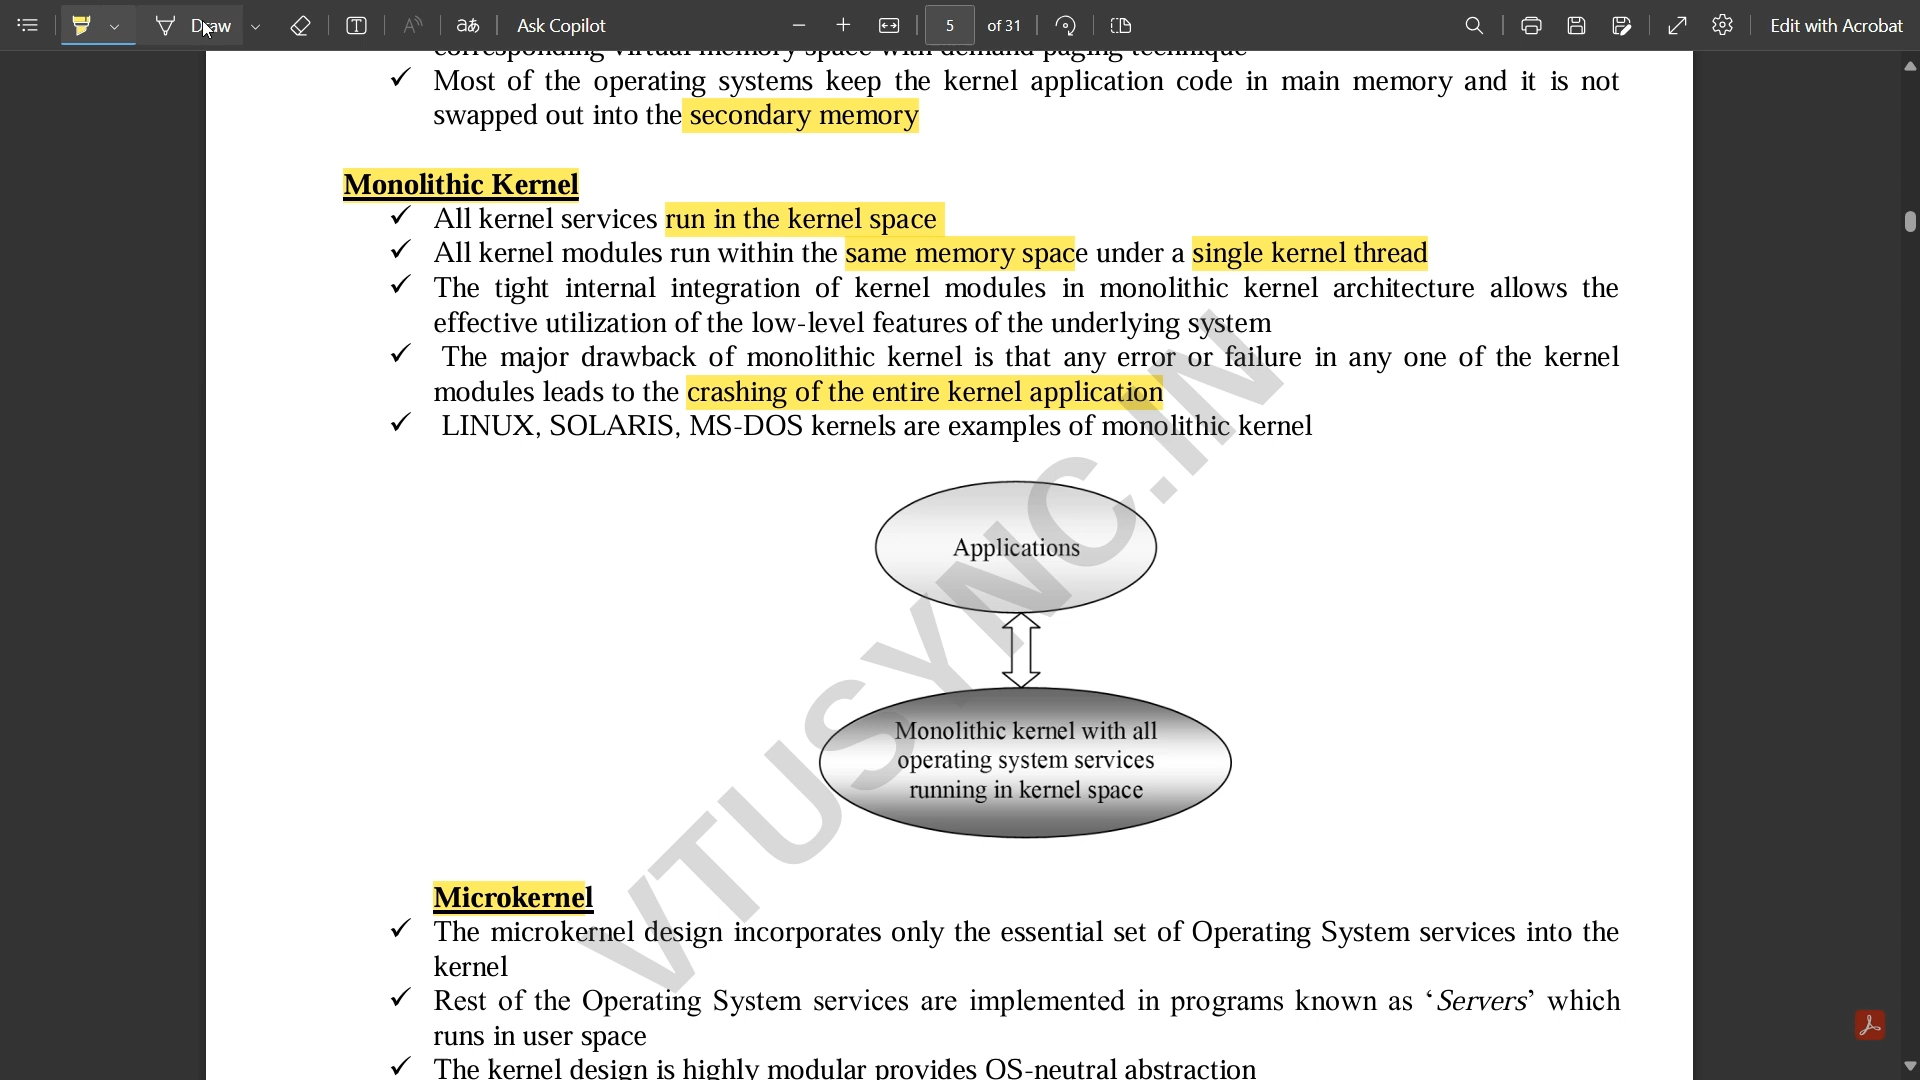 Draw
Ask Copilot
5 of 31
Edit with Acrobat
corresponding virtual memory space with demand paging technique
✓ Most of the operating systems keep the kernel application code in main memory and it is not
swapped out into the secondary memory
Monolithic Kernel
✓ All kernel services run in the kernel space
✓ All kernel modules run within the same memory space under a single kernel thread
✓ The tight internal integration of kernel modules in monolithic kernel architecture allows the
effective utilization of the low-level features of the underlying system
✓ The major drawback of monolithic kernel is that any error or failure in any one of the kernel
modules leads to the crashing of the entire kernel application
✓ LINUX, SOLARIS, MS-DOS kernels are examples of monolithic kernel
Applications
Monolithic kernel with all
operating system services
running in kernel space
VTUSYNC.IN
Microkernel
✓ The microkernel design incorporates only the essential set of Operating System services into the
kernel
✓ Rest of the Operating System services are implemented in programs known as ‘Servers’ which
runs in user space
✓ The kernel design is highly modular provides OS-neutral abstraction